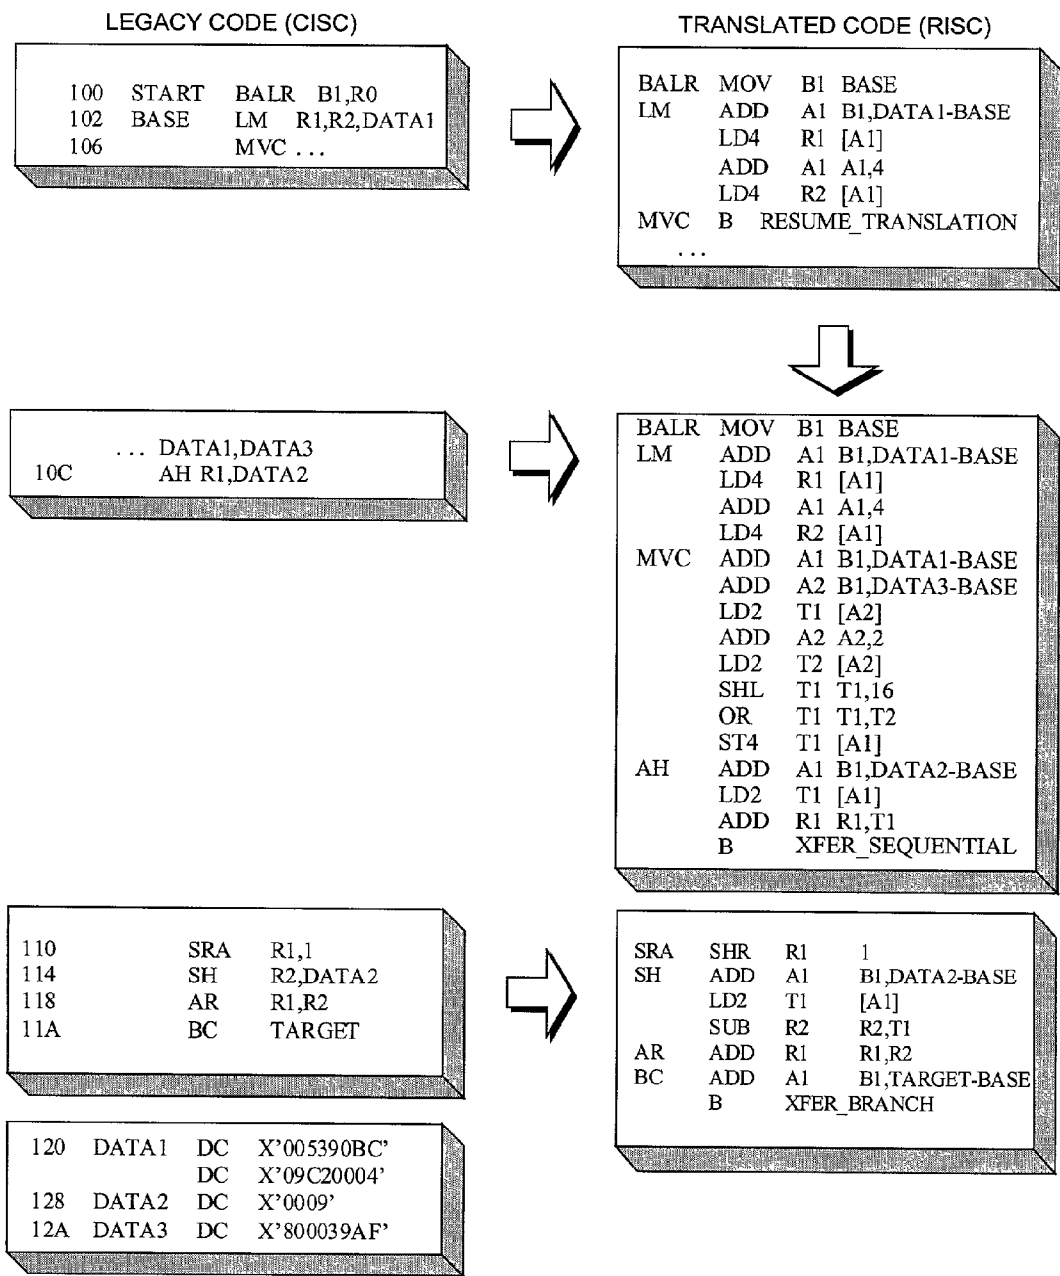 LEGACY CODE (CISC)
100 START BALR B1,R0
102 BASE LM R1,R2,DATA1
106 MVC ...
TRANSLATED CODE (RISC)
BALR MOV B1 BASE
LM ADD A1 B1,DATA1-BASE
LD4 R1 [A1]
ADD A1 A1,4
LD4 R2 [A1]
MVC B RESUME_TRANSLATION
...
... DATA1,DATA3
10C AH R1,DATA2
BALR MOV B1 BASE
LM ADD A1 B1,DATA1-BASE
LD4 R1 [A1]
ADD A1 A1,4
LD4 R2 [A1]
MVC ADD A1 B1,DATA1-BASE
ADD A2 B1,DATA3-BASE
LD2 T1 [A2]
ADD A2 A2,2
LD2 T2 [A2]
SHL T1 T1,16
OR T1 T1,T2
ST4 T1 [A1]
AH ADD A1 B1,DATA2-BASE
LD2 T1 [A1]
ADD R1 R1,T1
B XFER_SEQUENTIAL
110 SRA R1,1
114 SH R2,DATA2
118 AR R1,R2
11A BC TARGET
SRA SHR R1 1
SH ADD A1 B1,DATA2-BASE
LD2 T1 [A1]
SUB R2 R2,T1
AR ADD R1 R1,R2
BC ADD A1 B1,TARGET-BASE
B XFER_BRANCH
120 DATA1 DC X'005390BC'
DC X'09C20004'
128 DATA2 DC X'0009'
12A DATA3 DC X'800039AF'